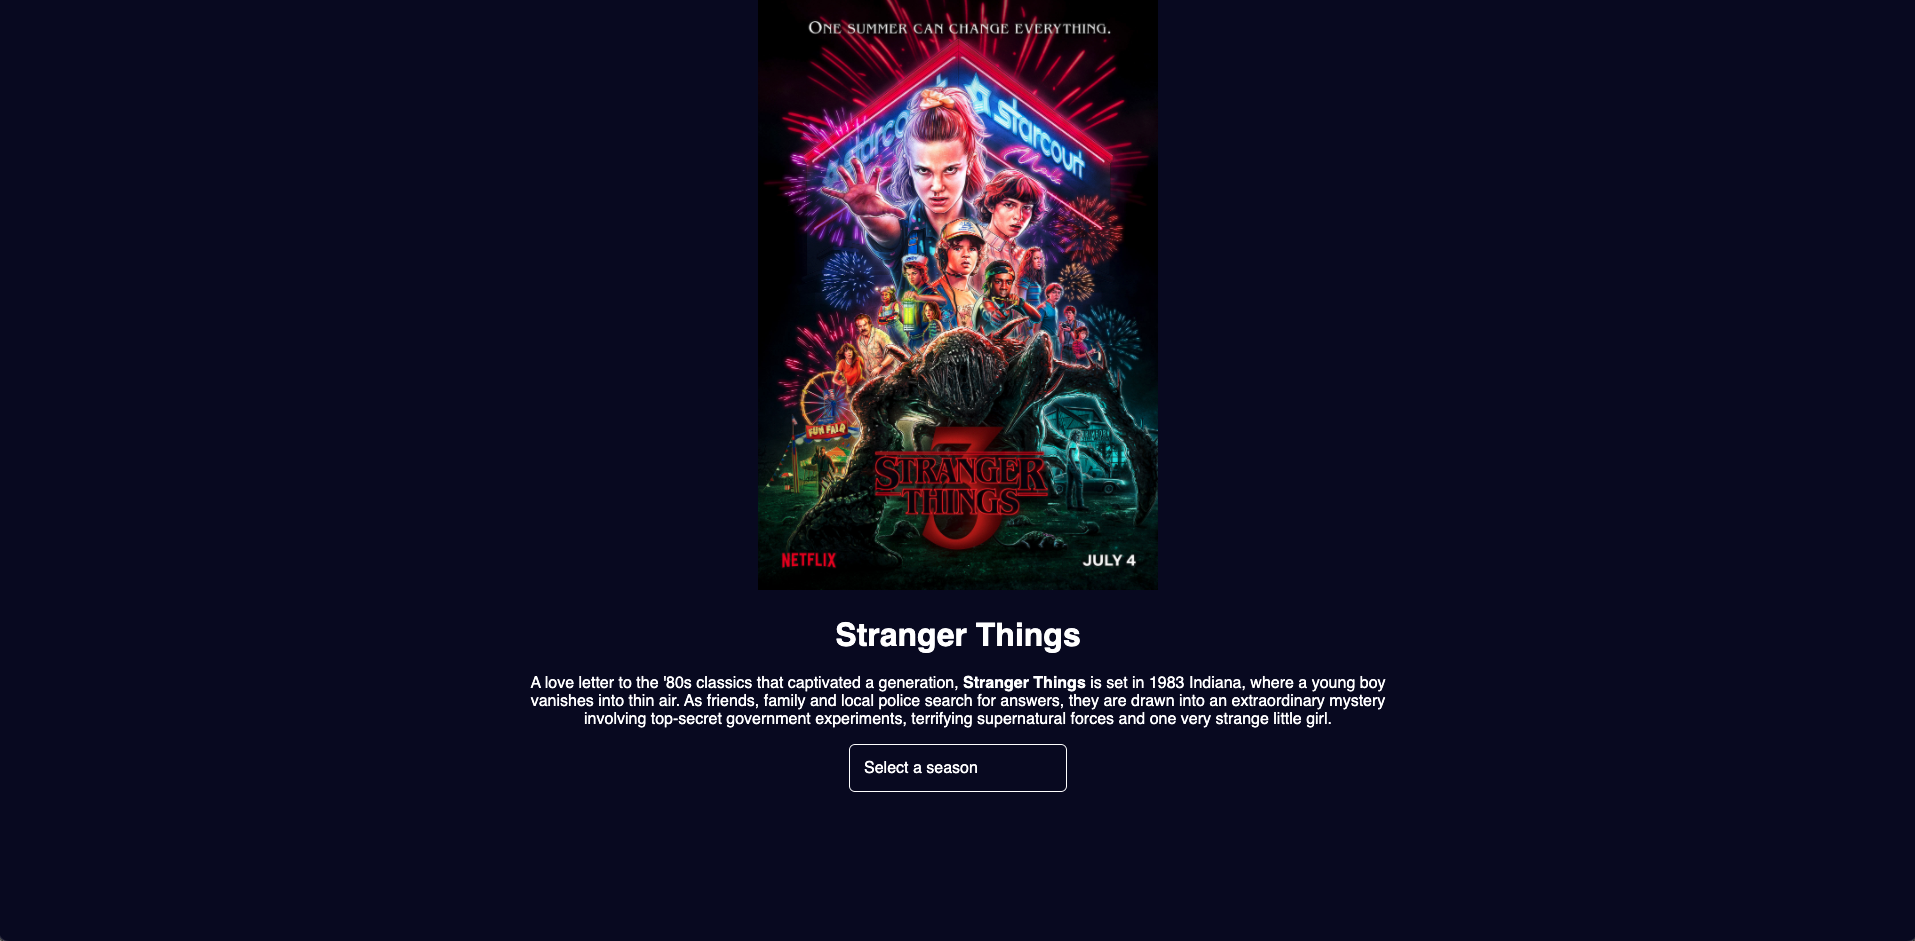 One summer can change everything.
starcourt
starcourt
Mall
FUN FAIR
3
STRANGER
THINGS
NETFLIX
JULY 4
Stranger Things
A love letter to the '80s classics that captivated a generation, Stranger Things is set in 1983 Indiana, where a young boy
vanishes into thin air. As friends, family and local police search for answers, they are drawn into an extraordinary mystery
involving top-secret government experiments, terrifying supernatural forces and one very strange little girl.
Select a season